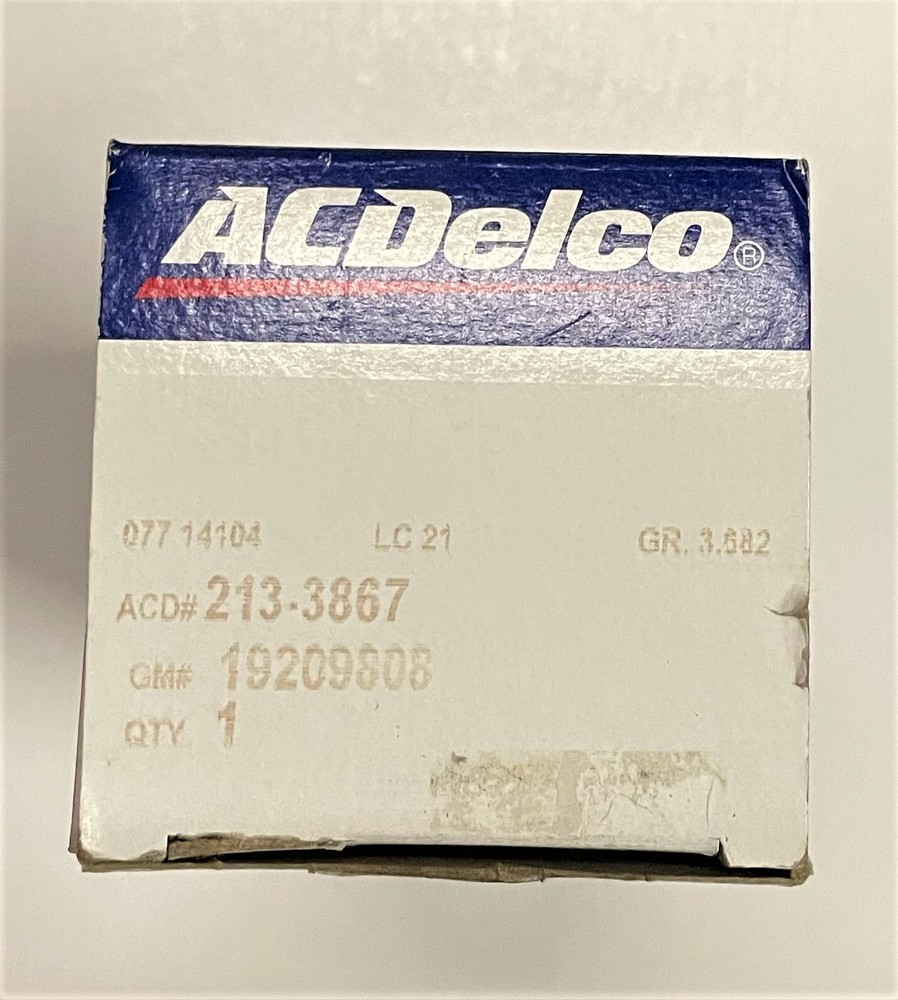 ACDelco®
077 14104 LC 21 GR. 3.682
ACD# 213-3867
GM# 19209808
QTY 1